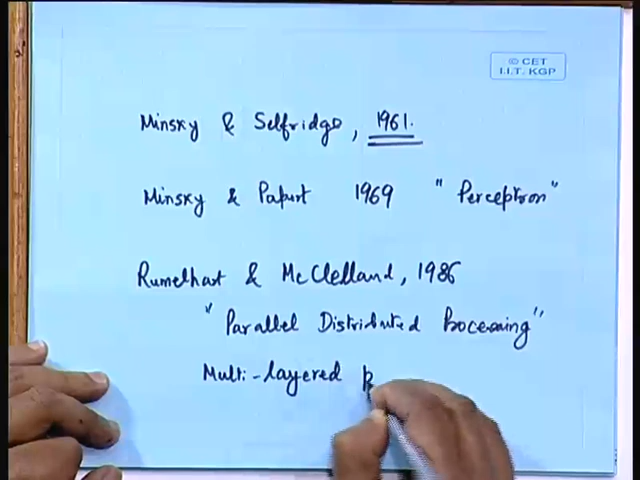 © CET
I.I.T. KGP
Minsky & Selfridge, 1961.
Minsky & Papert 1969 "Perceptron"
Rumelhart & McClelland, 1986
"Parallel Distributed Processing"
Multi-layered p